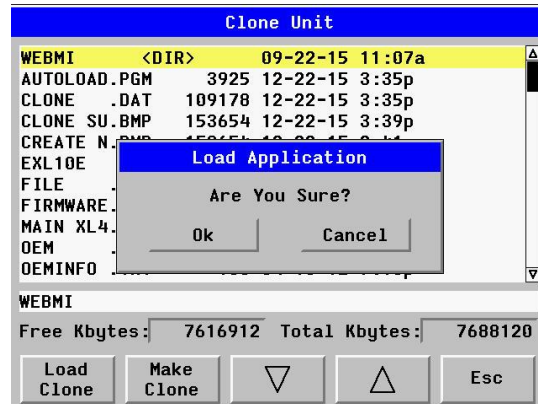 Clone Unit
WEBMI <DIR> 09-22-15 11:07a
AUTOLOAD.PGM 3925 12-22-15 3:35p
CLONE .DAT 109178 12-22-15 3:35p
CLONE SU.BMP 153654 12-22-15 3:39p
CREATE N.
EXL10E
FILE .
FIRMWARE.
MAIN XL4.
OEM .
OEMINFO .
Load Application
Are You Sure?
Ok Cancel
WEBMI
Free Kbytes: 7616912 Total Kbytes: 7688120
Load Clone
Make Clone
Esc